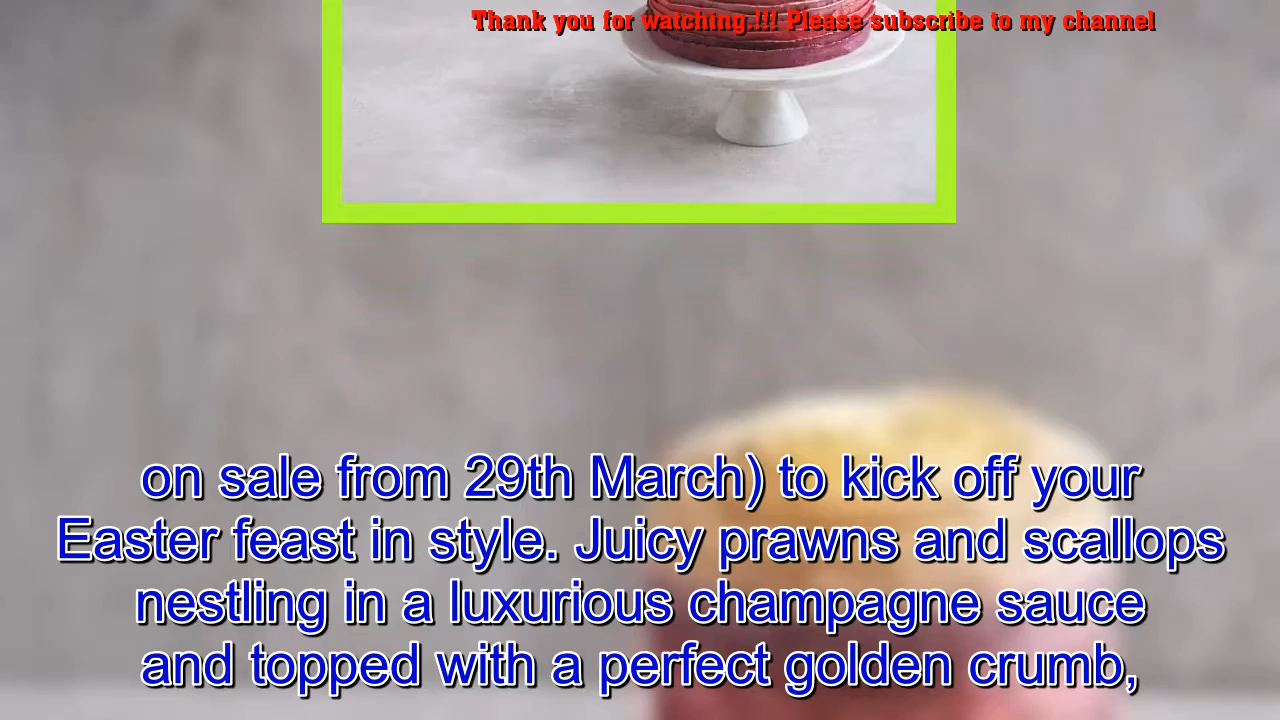 Thank you for watching.!!! Please subscribe to my channel
on sale from 29th March) to kick off your
Easter feast in style. Juicy prawns and scallops
nestling in a luxurious champagne sauce
and topped with a perfect golden crumb,